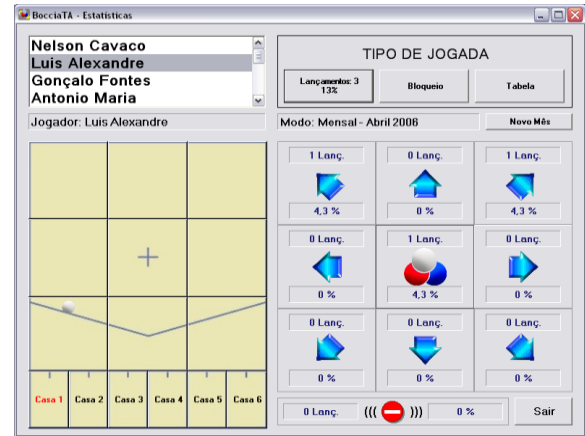 BocciaTA - Estatísticas
Nelson Cavaco
Luis Alexandre
Gonçalo Fontes
Antonio Maria
Jogador: Luis Alexandre
TIPO DE JOGADA
Lançamentos: 3
13%
Bloqueio
Tabela
Modo: Mensal - Abril 2006
Novo Mês
1 Lanç.
0 Lanç.
1 Lanç.
4,3 %
0 %
4,3 %
0 Lanç.
1 Lanç.
0 Lanç.
0 %
4,3 %
0 %
0 Lanç.
0 Lanç.
0 Lanç.
0 %
0 %
0 %
Casa 1
Casa 2
Casa 3
Casa 4
Casa 5
Casa 6
0 Lanç.
(((
)))
0 %
Sair